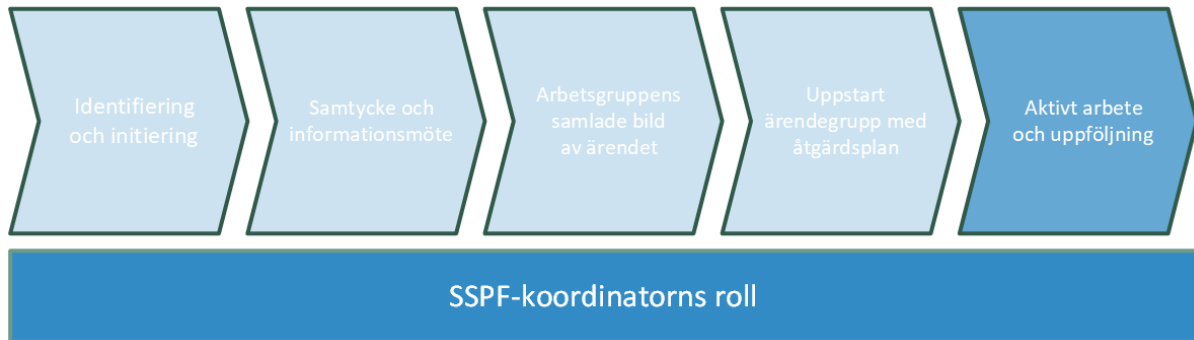 Identifiering
och initiering
Samtycke och
informationsmöte
Arbetsgruppens
samlade bild
av ärendet
Uppstart
ärendegrupp med
åtgärdsplan
Aktivt arbete
och uppföljning
SSPF-koordinatorns roll